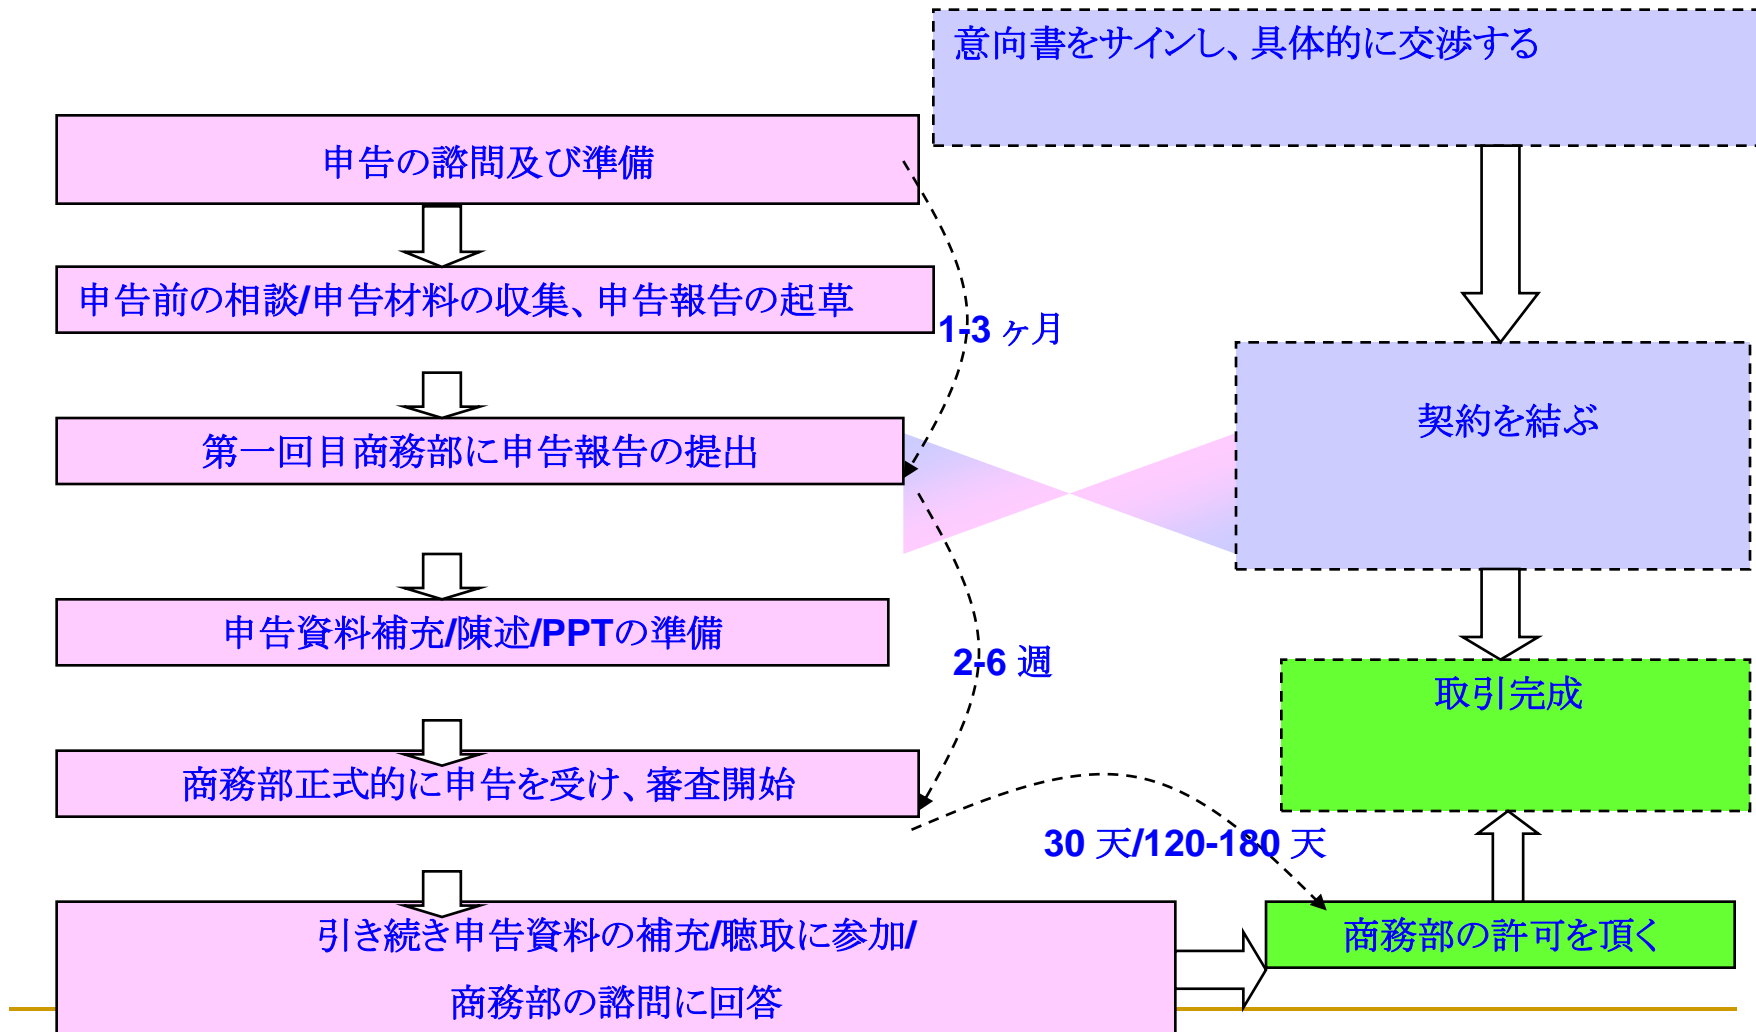 意向書をサインし、具体的に交渉する
申告の諮問及び準備
申告前の相談/申告材料の収集、申告報告の起草
1-3 ヶ月
第一回目商務部に申告報告の提出
契約を結ぶ
申告資料補充/陳述/PPTの準備
2-6 週
取引完成
商務部正式的に申告を受け、審査開始
30 天/120-180 天
引き続き申告資料の補充/聴取に参加/
商務部の諮問に回答
商務部の許可を頂く